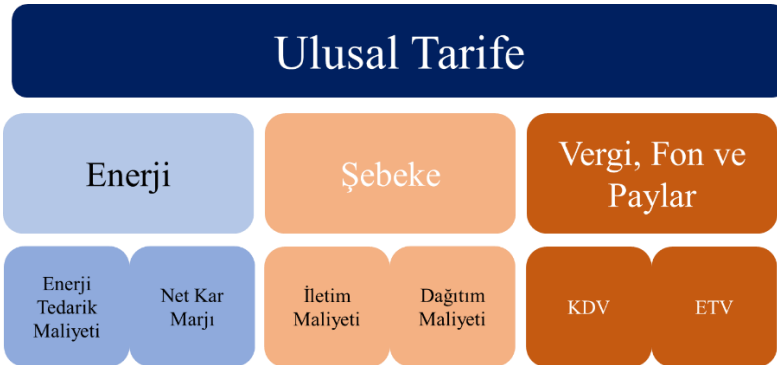 Ulusal Tarife
Enerji
Şebeke
Vergi, Fon ve
Paylar
Enerji
Tedarik
Maliyeti
Net Kar
Marjı
İletim
Maliyeti
Dağıtım
Maliyeti
KDV
ETV